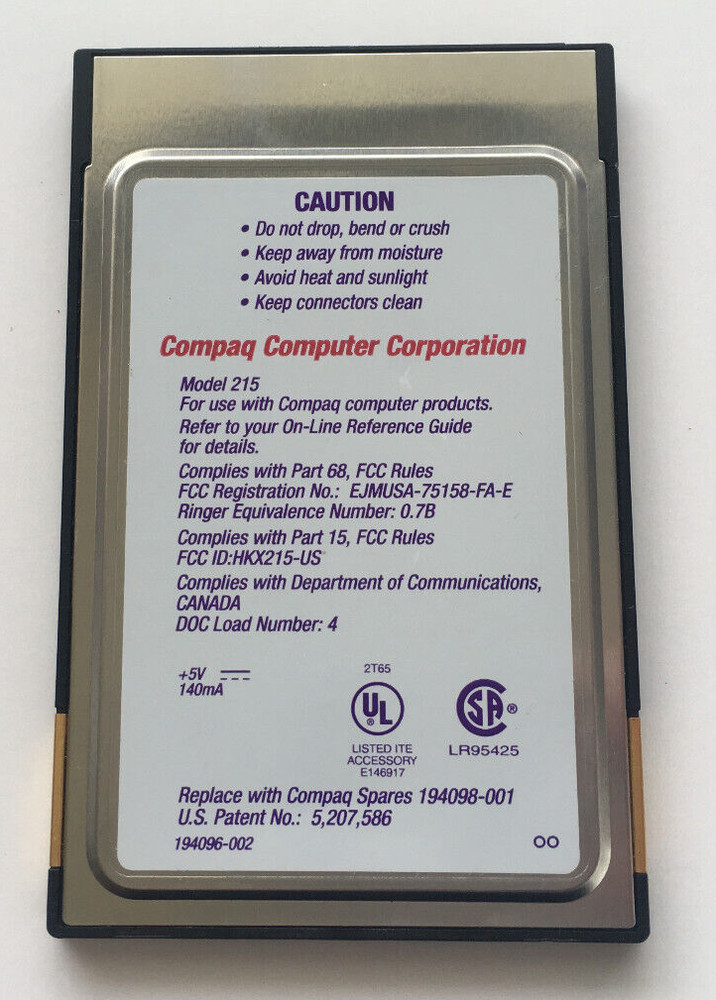 CAUTION
• Do not drop, bend or crush
• Keep away from moisture
• Avoid heat and sunlight
• Keep connectors clean
Compaq Computer Corporation
Model 215
For use with Compaq computer products.
Refer to your On-Line Reference Guide
for details.
Complies with Part 68, FCC Rules
FCC Registration No.: EJMUSA-75158-FA-E
Ringer Equivalence Number: 0.7B
Complies with Part 15, FCC Rules
FCC ID:HKX215-US
Complies with Department of Communications,
CANADA
DOC Load Number: 4
+5V
140mA
2T65
UL ®
LISTED ITE
ACCESSORY
E146917
SA ®
LR95425
Replace with Compaq Spares 194098-001
U.S. Patent No.: 5,207,586
194096-002
OO